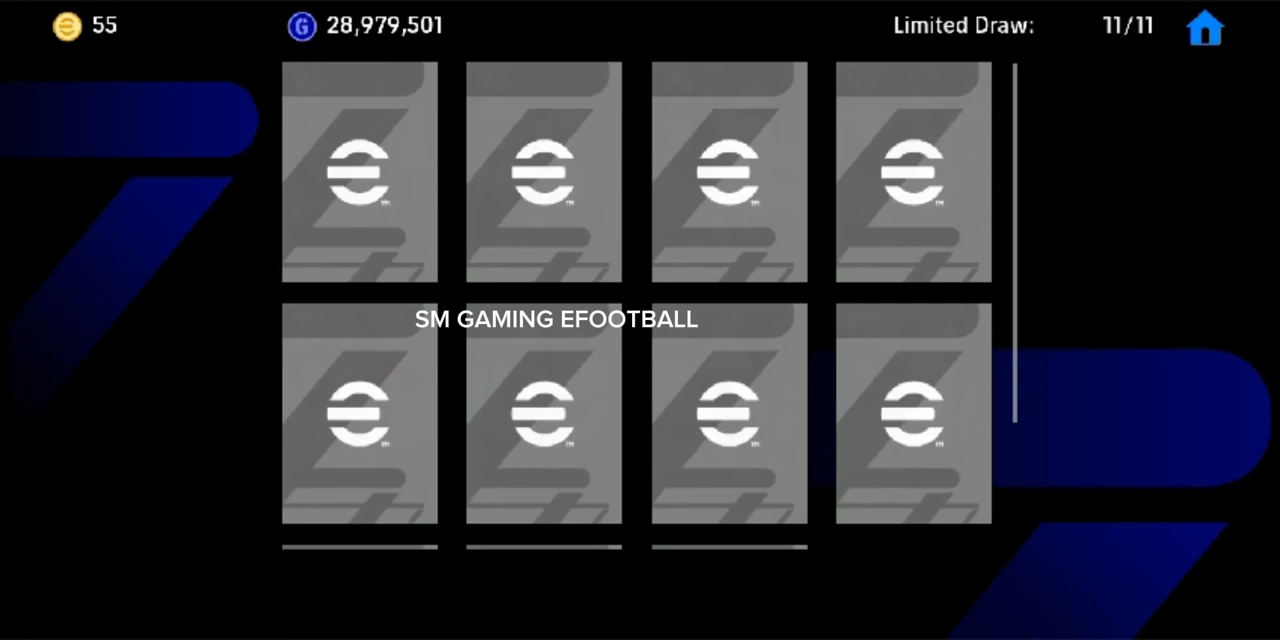 55
28,979,501
Limited Draw: 11/11
SM GAMING EFOOTBALL